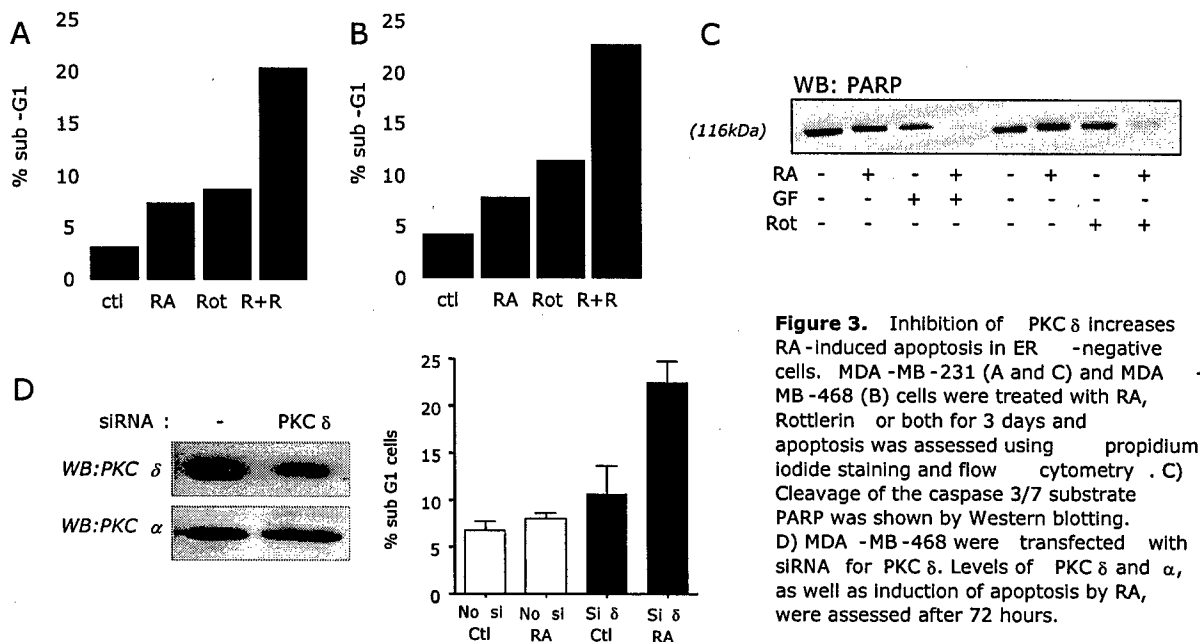 A
25
20
15
10
5
0
% sub -G1
ctl RA Rot R+R
B
25
20
15
10
5
0
% sub -G1
ctl RA Rot R+R
C
WB: PARP
(116kDa)
RA - + - + - + - +
GF - - + + - - - -
Rot - - - - - - + +
D
siRNA : - PKC δ
WB:PKC δ
WB:PKC α
25
20
15
10
5
0
% sub G1 cells
No si No si Si δ Si δ
Ctl RA Ctl RA
Figure 3. Inhibition of PKC δ increases
RA -induced apoptosis in ER -negative
cells. MDA -MB -231 (A and C) and MDA -
MB -468 (B) cells were treated with RA,
Rottlerin or both for 3 days and
apoptosis was assessed using propidium
iodide staining and flow cytometry . C)
Cleavage of the caspase 3/7 substrate
PARP was shown by Western blotting.
D) MDA -MB -468 were transfected with
siRNA for PKC δ. Levels of PKC δ and α,
as well as induction of apoptosis by RA,
were assessed after 72 hours.